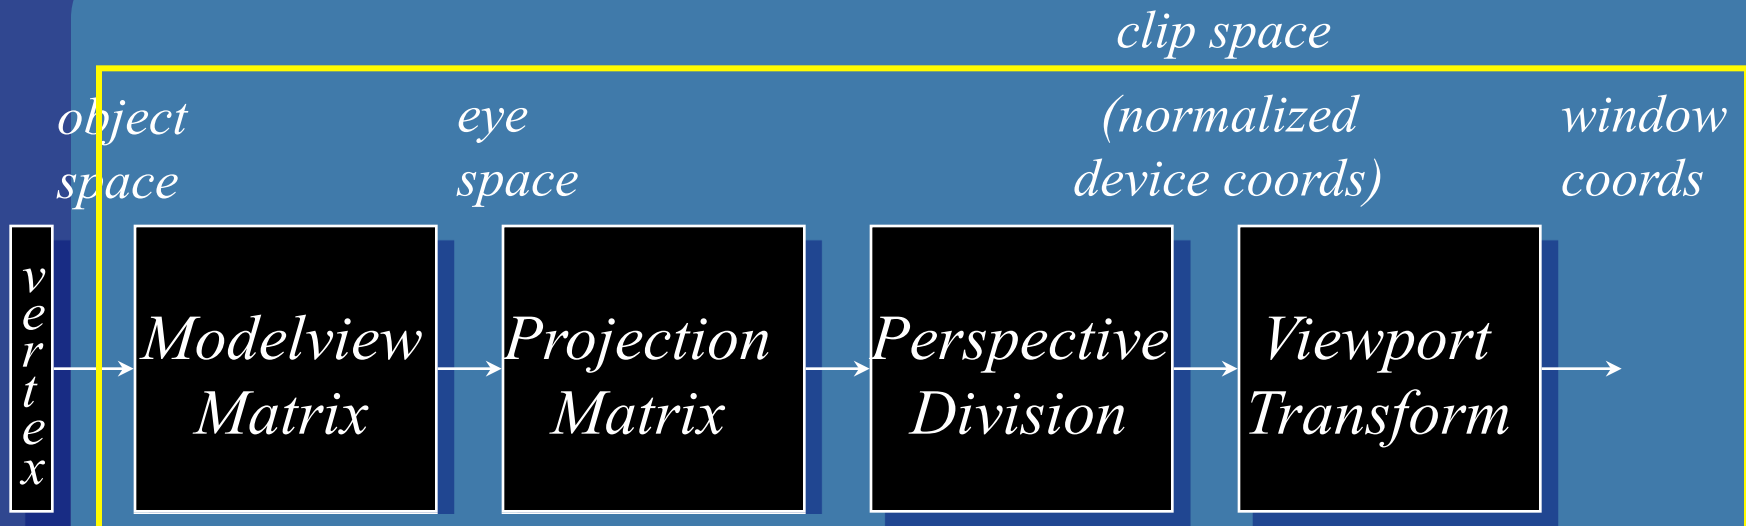 clip space
object
space
eye
space
(normalized
device coords)
window
coords
vertex
Modelview
Matrix
Projection
Matrix
Perspective
Division
Viewport
Transform